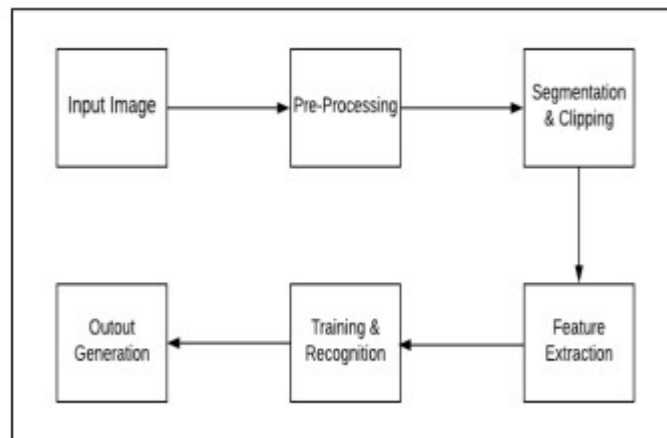 Input Image
Pre-Processing
Segmentation
& Clipping
Feature
Extraction
Training &
Recognition
Outout
Generation